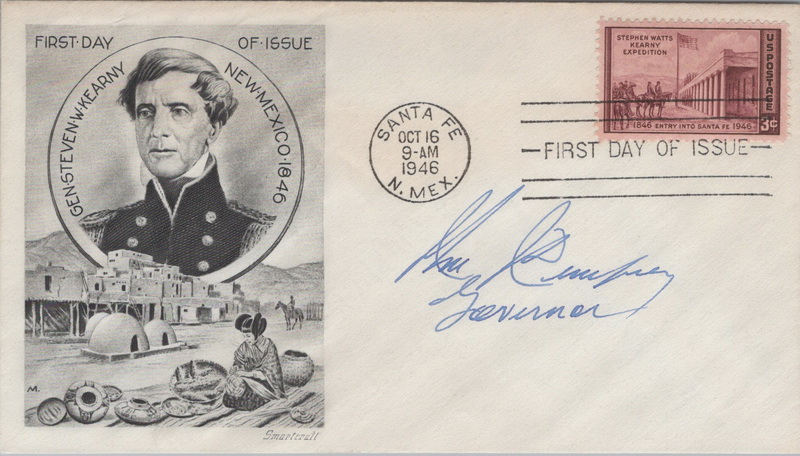 FIRST·DAY OF·ISSUE
GEN·STEVEN·W·KEARNY NEW·MEXICO·1846
M.
Smartcraft
SANTA FE
OCT 16
9-AM
1946
N. MEX.
STEPHEN WATTS
KEARNY
EXPEDITION
US POSTAGE
1846 ENTRY INTO SANTA FE 1946
3¢
FIRST DAY OF ISSUE
Governor